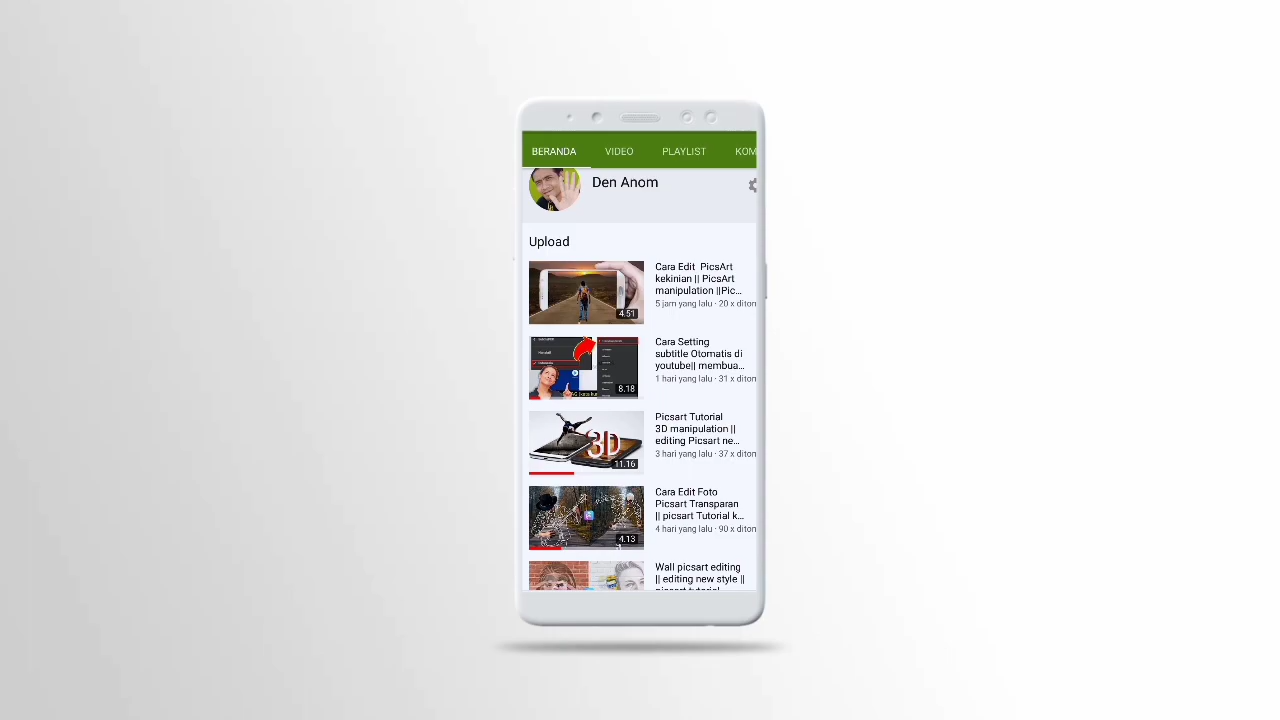 BERANDA VIDEO PLAYLIST KOM
Den Anom
Upload
Cara Edit PicsArt
kekinian || PicsArt
manipulation ||Pic...
5 jam yang lalu · 20 x diton
4.51
Cara Setting
subtitle Otomatis di
youtube|| membua...
1 hari yang lalu · 31 x diton
8.18
Picsart Tutorial
3D manipulation ||
editing Picsart ne...
3 hari yang lalu · 37 x diton
3D
11.16
Cara Edit Foto
Picsart Transparan
|| picsart Tutorial k...
4 hari yang lalu · 90 x diton
4.13
Wall picsart editing
|| editing new style ||
picsart tutorial